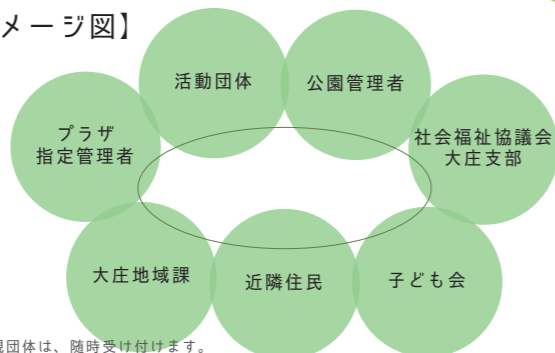 メージ図】
活動団体
公園管理者
プラザ
指定管理者
社会福祉協議会
大庄支部
大庄地域課
近隣住民
子ども会
団体は、随時受け付けます。